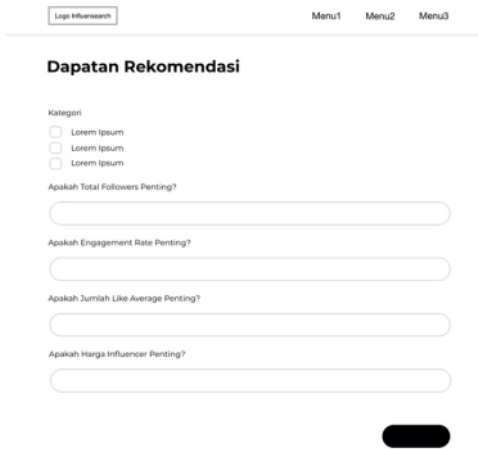 Logo Influensearch
Menu1 Menu2 Menu3
Dapatan Rekomendasi
Kategori
Lorem Ipsum
Lorem Ipsum
Lorem Ipsum
Apakah Total Followers Penting?
Apakah Engagement Rate Penting?
Apakah Jumlah Like Average Penting?
Apakah Harga Influencer Penting?